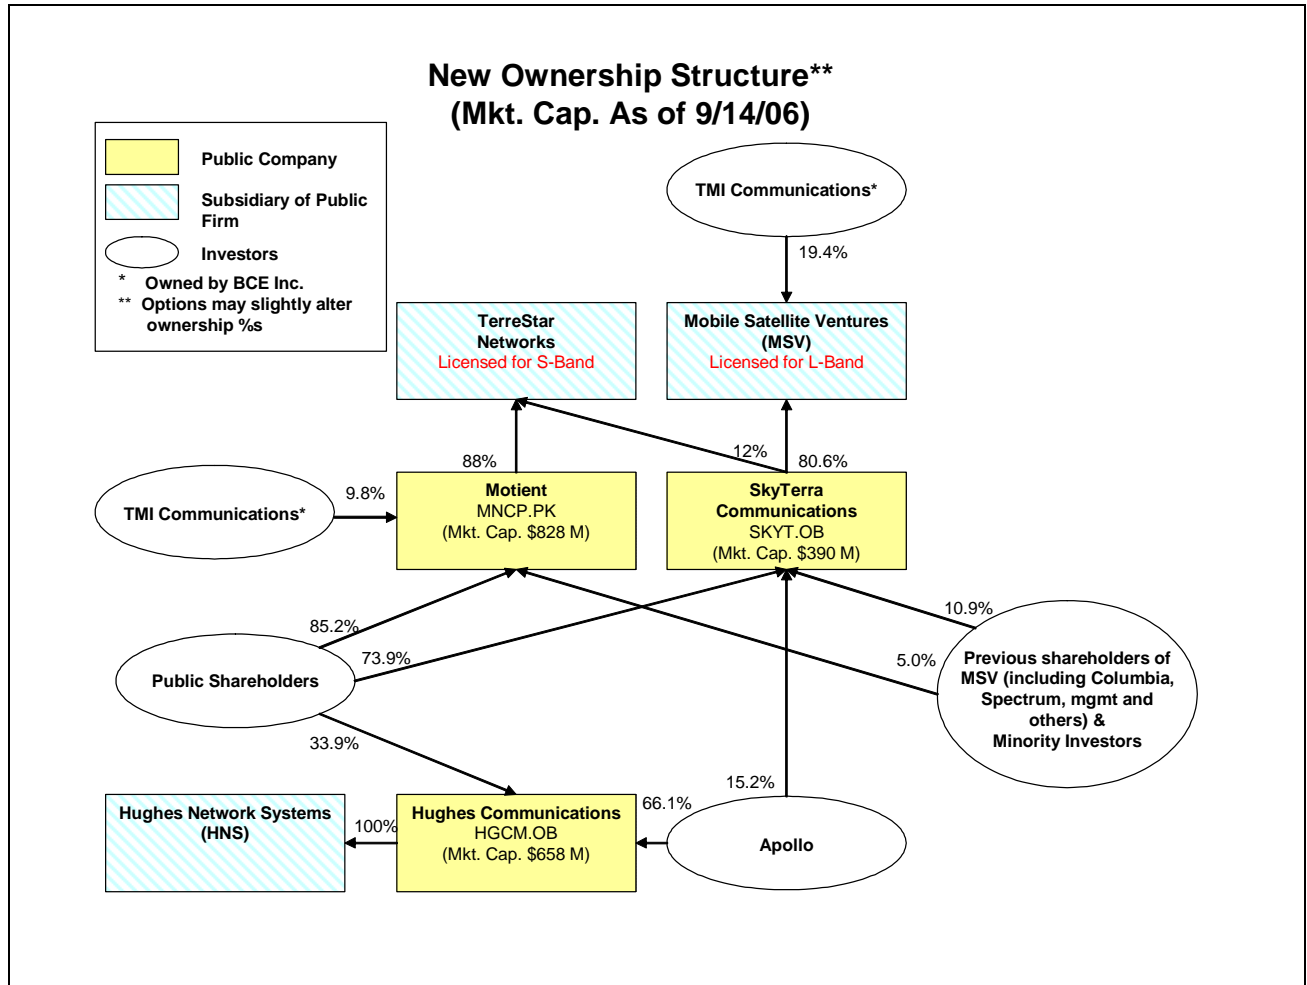 New Ownership Structure**
(Mkt. Cap. As of 9/14/06)
Public Company
Subsidiary of Public
Firm
Investors
* Owned by BCE Inc.
** Options may slightly alter
ownership %s
TMI Communications*
19.4%
TerreStar
Networks
Licensed for S-Band
Mobile Satellite Ventures
(MSV)
Licensed for L-Band
88%
12%
80.6%
TMI Communications*
9.8%
Motient
MNCP.PK
(Mkt. Cap. $828 M)
SkyTerra
Communications
SKYT.OB
(Mkt. Cap. $390 M)
85.2%
73.9%
33.9%
Public Shareholders
10.9%
5.0%
Previous shareholders of
MSV (including Columbia,
Spectrum, mgmt and
others) &
Minority Investors
Hughes Network Systems
(HNS)
100%
Hughes Communications
HGCM.OB
(Mkt. Cap. $658 M)
66.1%
15.2%
Apollo